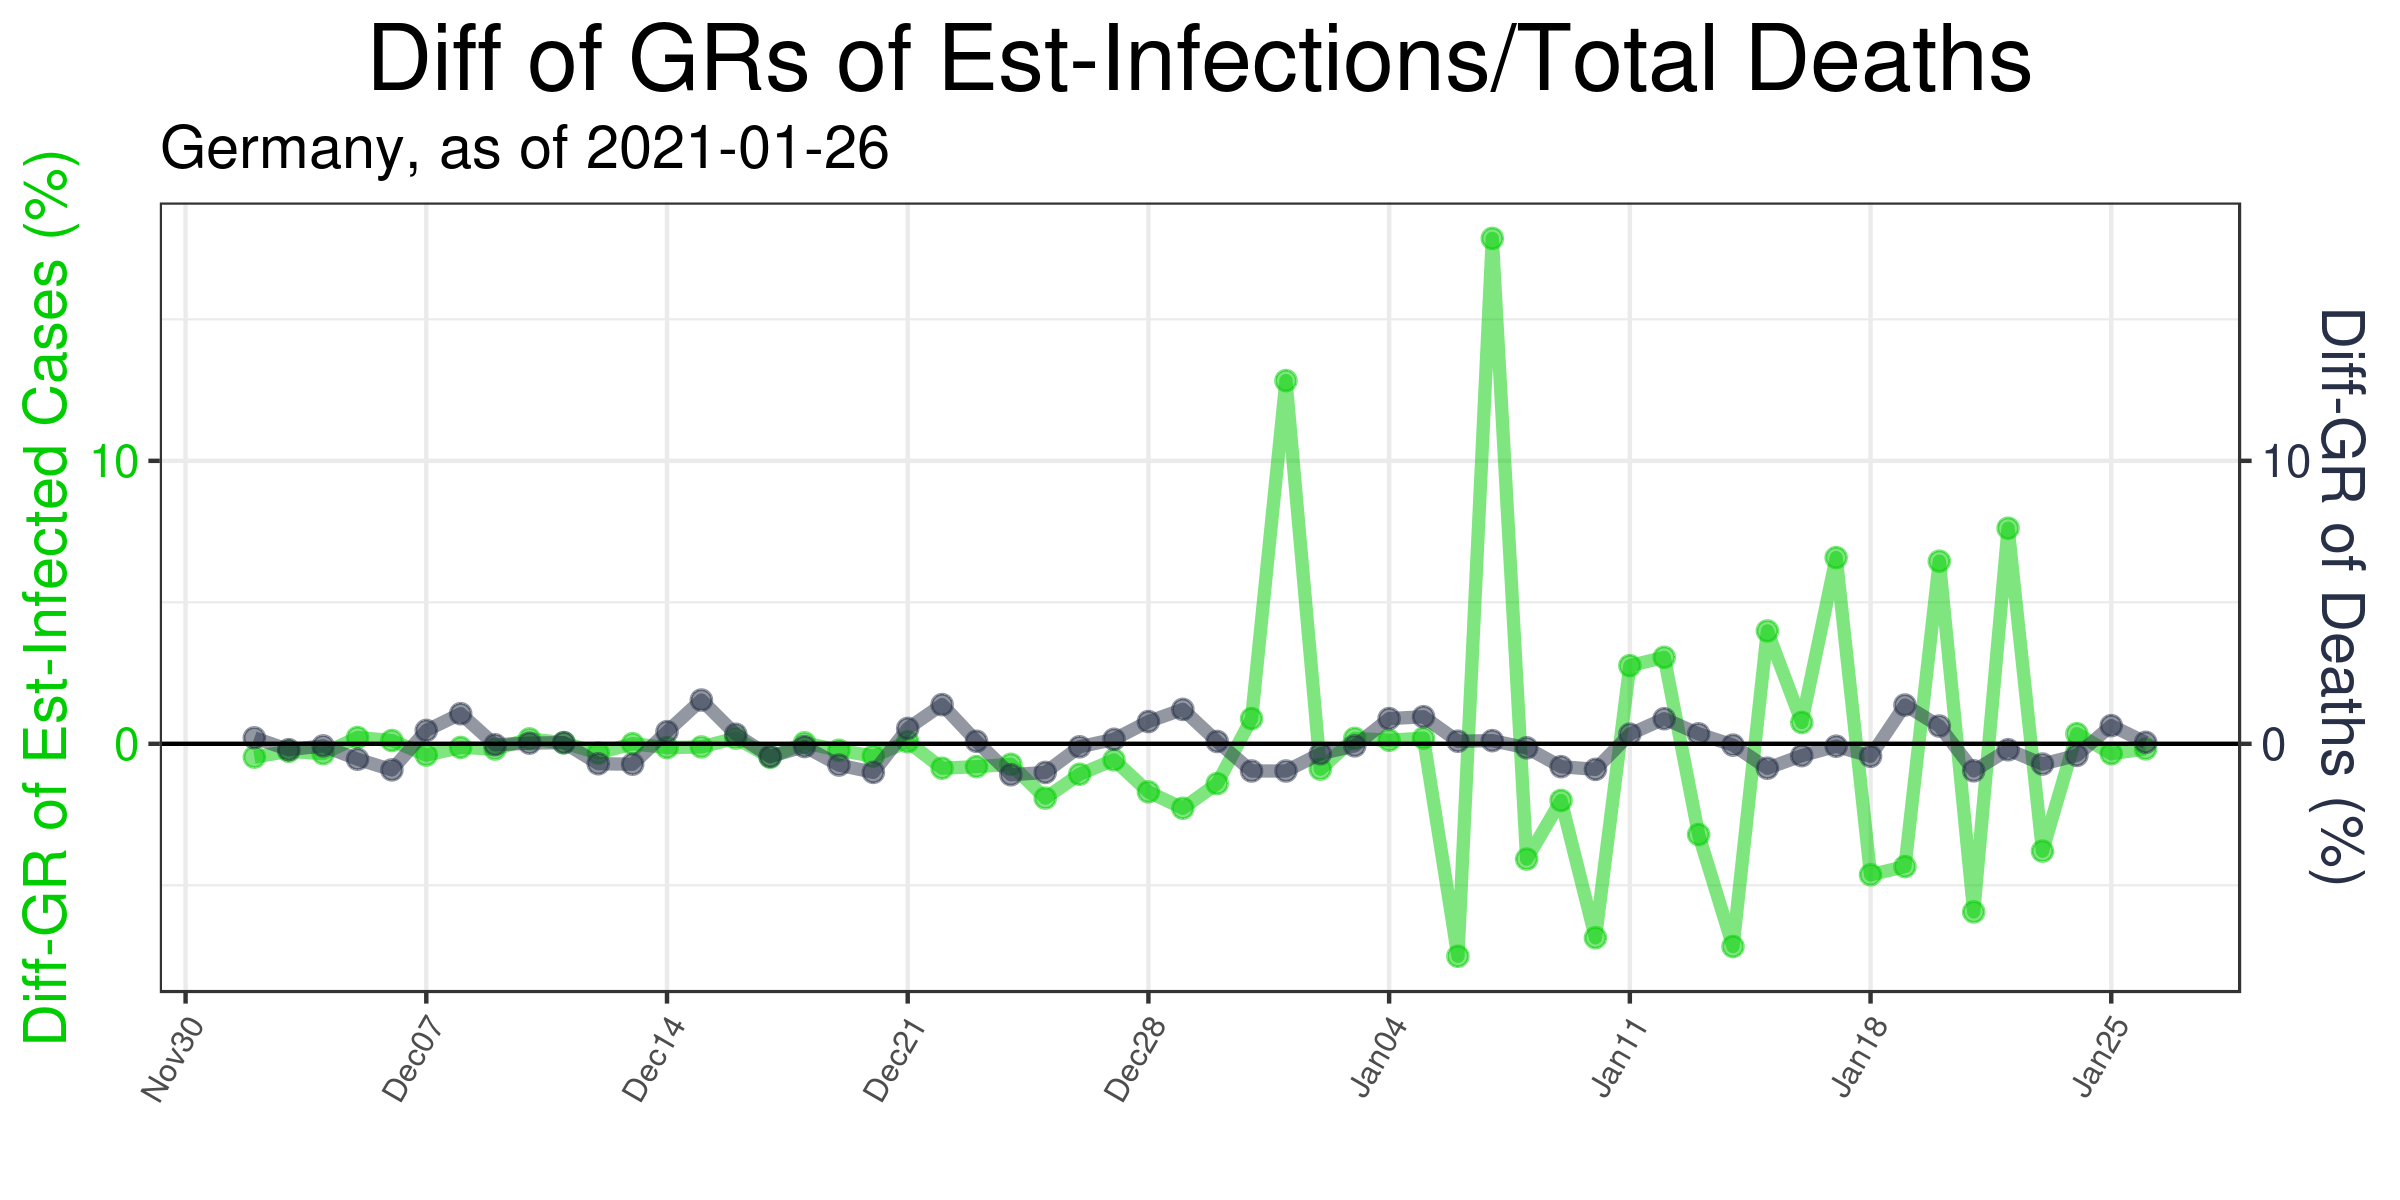 Diff of GRs of Est-Infections/Total Deaths
Germany, as of 2021-01-26
Diff-GR of Est-Infected Cases (%)
10
0
10
0
Diff-GR of Deaths (%)
Nov30
Dec07
Dec14
Dec21
Dec28
Jan04
Jan11
Jan18
Jan25